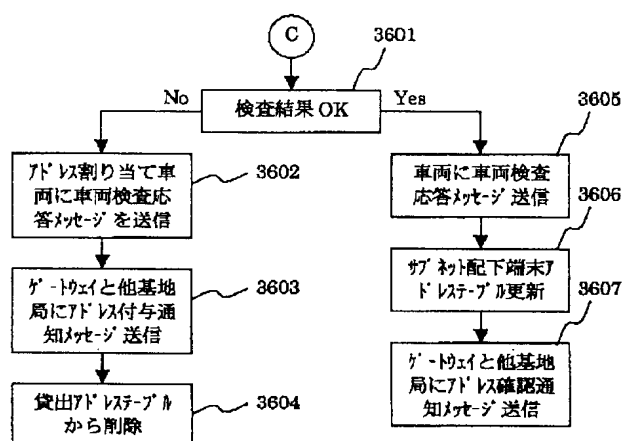 C
3601
検査結果 OK
No
Yes
3605
アドレス割り当て車
両に車両検査応
答メッセージを送信
3602
車両に車両検査
応答メッセージ送信
3606
ゲートウェイと他基地
局にアドレス付与通
知メッセージ送信
3603
サブネット配下端末ア
ドレステーブル更新
3607
貸出アドレステーブル
から削除
3604
ゲートウェイと他基地
局にアドレス確認通
知メッセージ送信